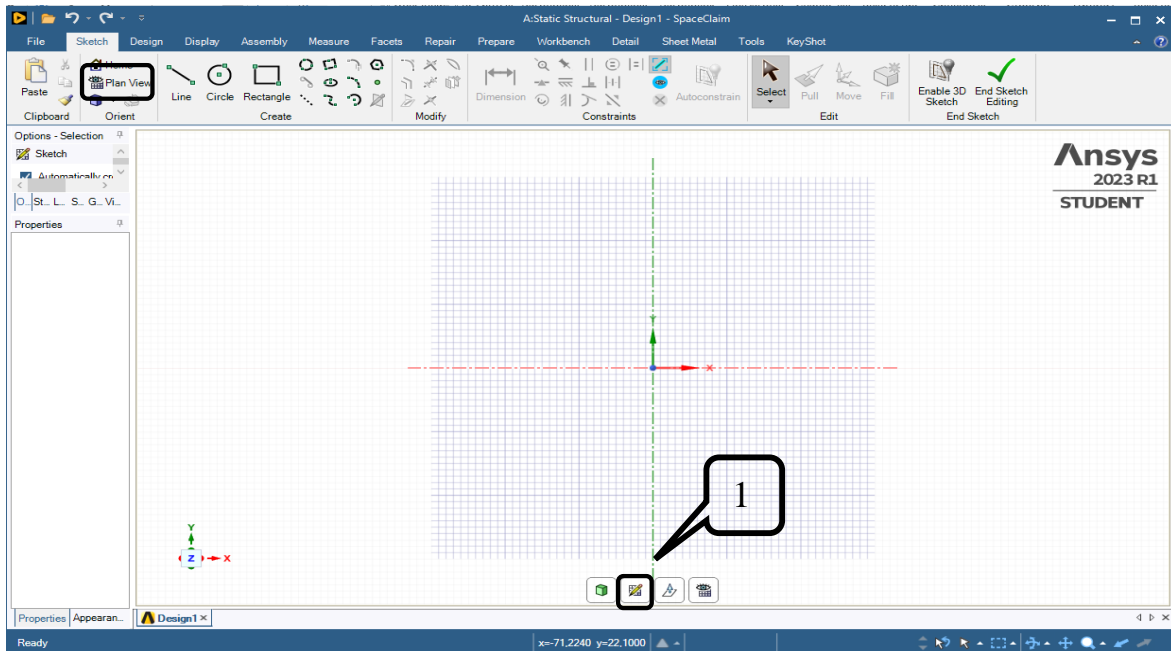 A:Static Structural - Design1 - SpaceClaim
File Sketch Design Display Assembly Measure Facets Repair Prepare Workbench Detail Sheet Metal Tools KeyShot
Paste
Plan View
Line Circle Rectangle
Dimension
Autoconstrain
Select Pull Move Fill
Enable 3D Sketch
End Sketch Editing
Clipboard Orient Create Modify Constraints Edit End Sketch
Options - Selection
Sketch
O... St... L... S... G... Vi...
Properties
Ansys
2023 R1
STUDENT
Y
X
1
Y
Z X
Properties Appearan...
Design1
Ready
x=-71,2240 y=22,1000